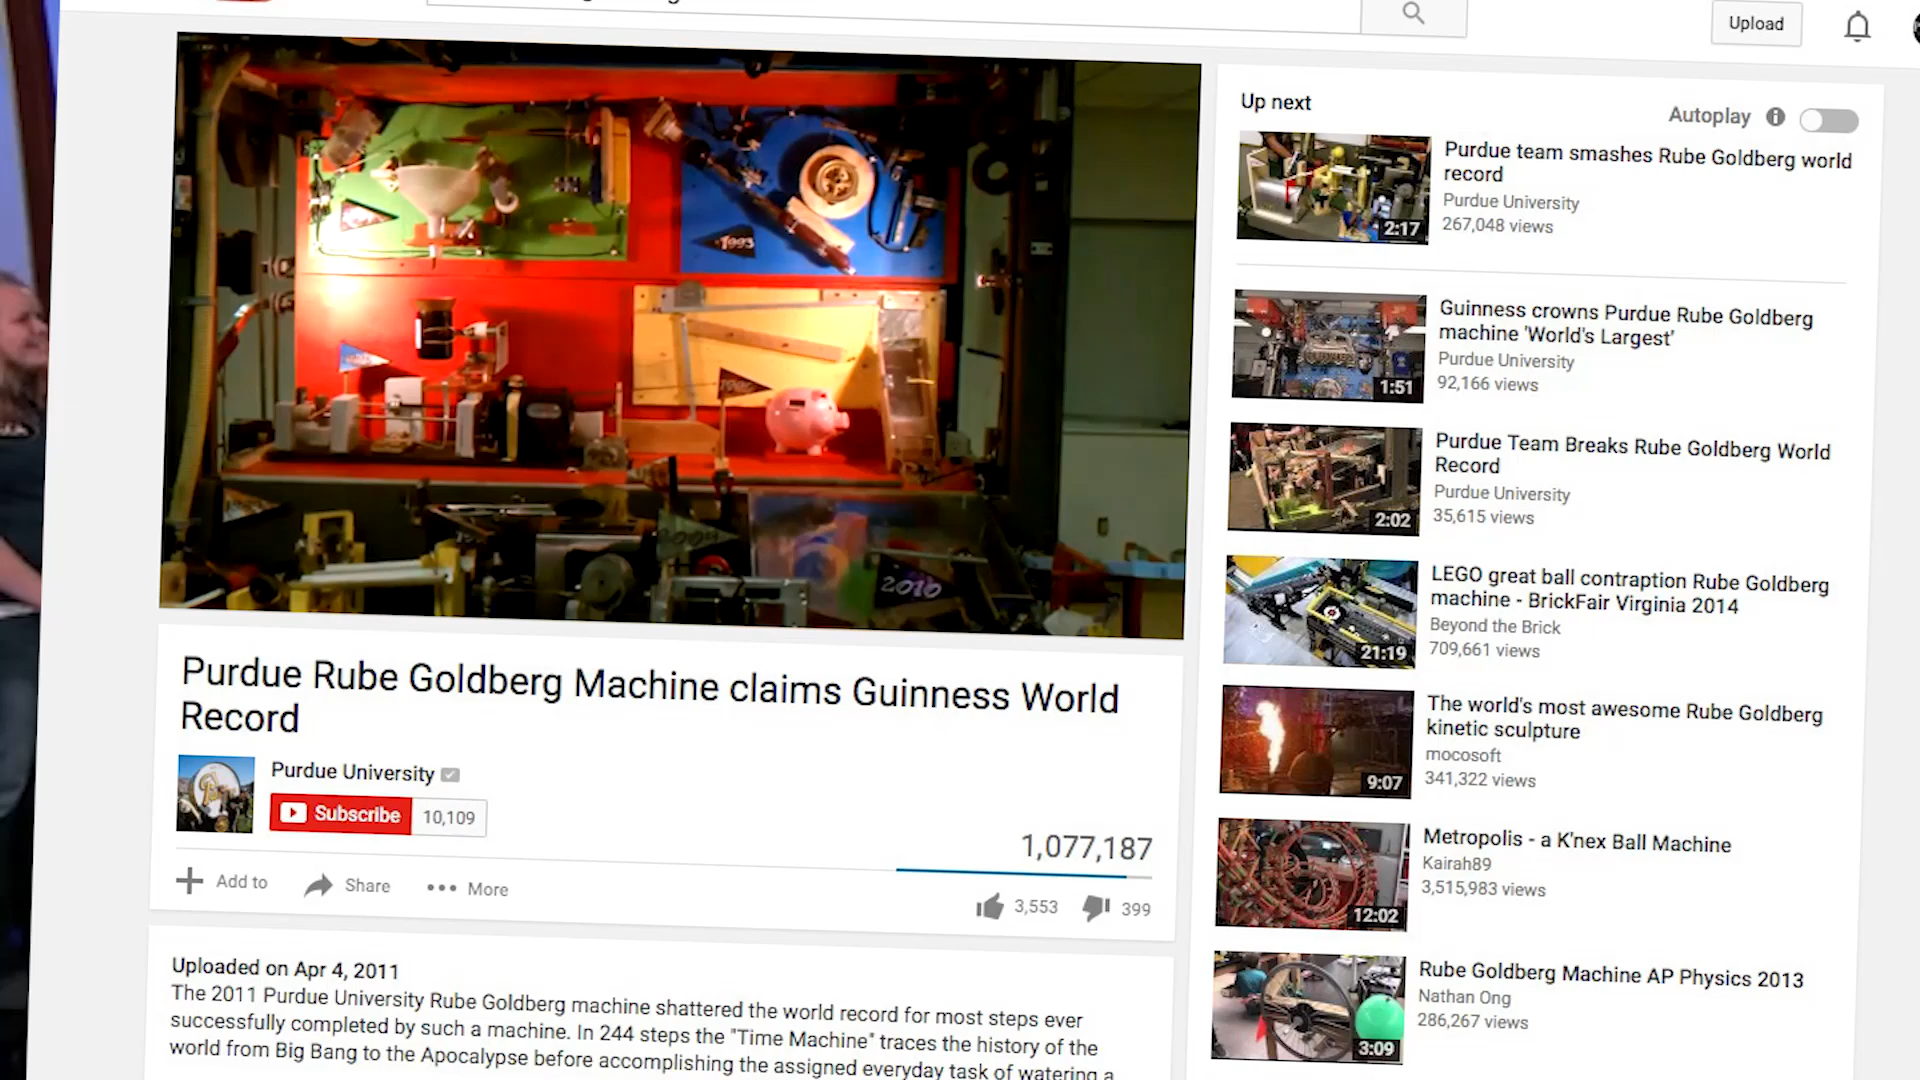 Upload
1993
2010
Purdue Rube Goldberg Machine claims Guinness World
Record
Purdue University
Subscribe
10,109
1,077,187
Add to
Share
More
3,553
399
Uploaded on Apr 4, 2011
The 2011 Purdue University Rube Goldberg machine shattered the world record for most steps ever
successfully completed by such a machine. In 244 steps the "Time Machine" traces the history of the
world from Big Bang to the Apocalypse before accomplishing the assigned everyday task of watering a
Up next
Autoplay
2:17
Purdue team smashes Rube Goldberg world
record
Purdue University
267,048 views
1:51
Guinness crowns Purdue Rube Goldberg
machine 'World's Largest'
Purdue University
92,166 views
2:02
Purdue Team Breaks Rube Goldberg World
Record
Purdue University
35,615 views
21:19
LEGO great ball contraption Rube Goldberg
machine - BrickFair Virginia 2014
Beyond the Brick
709,661 views
9:07
The world's most awesome Rube Goldberg
kinetic sculpture
mocosoft
341,322 views
12:02
Metropolis - a K'nex Ball Machine
Kairah89
3,515,983 views
3:09
Rube Goldberg Machine AP Physics 2013
Nathan Ong
286,267 views